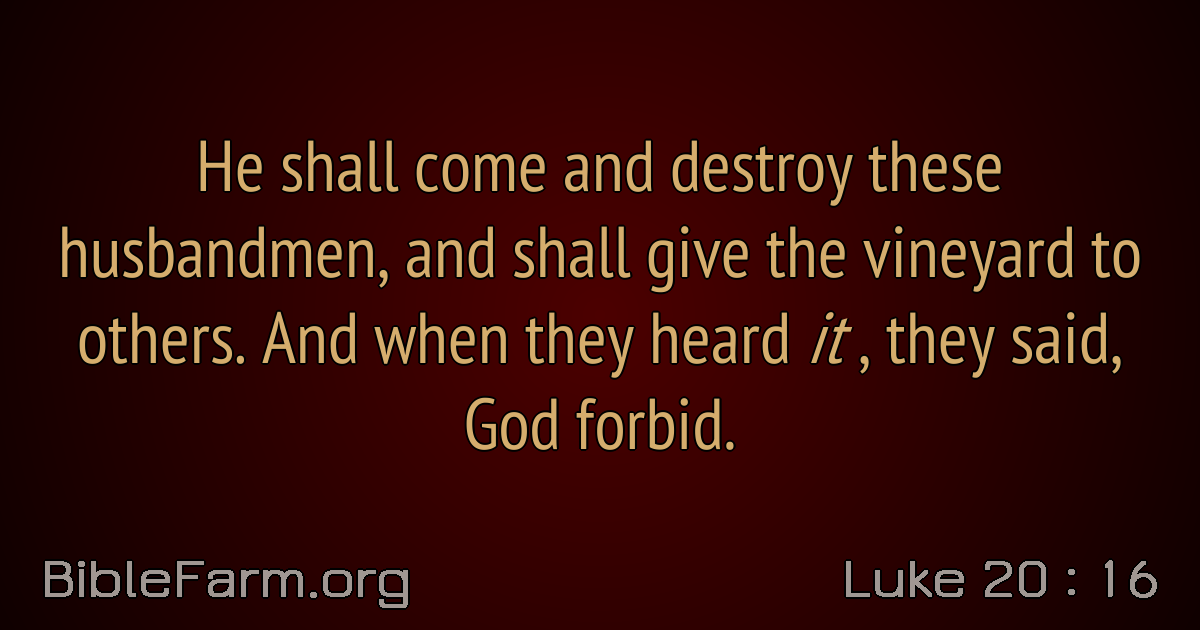 He shall come and destroy these
husbandmen, and shall give the vineyard to
others. And when they heard it , they said,
God forbid.
BibleFarm.org
Luke 20 : 16